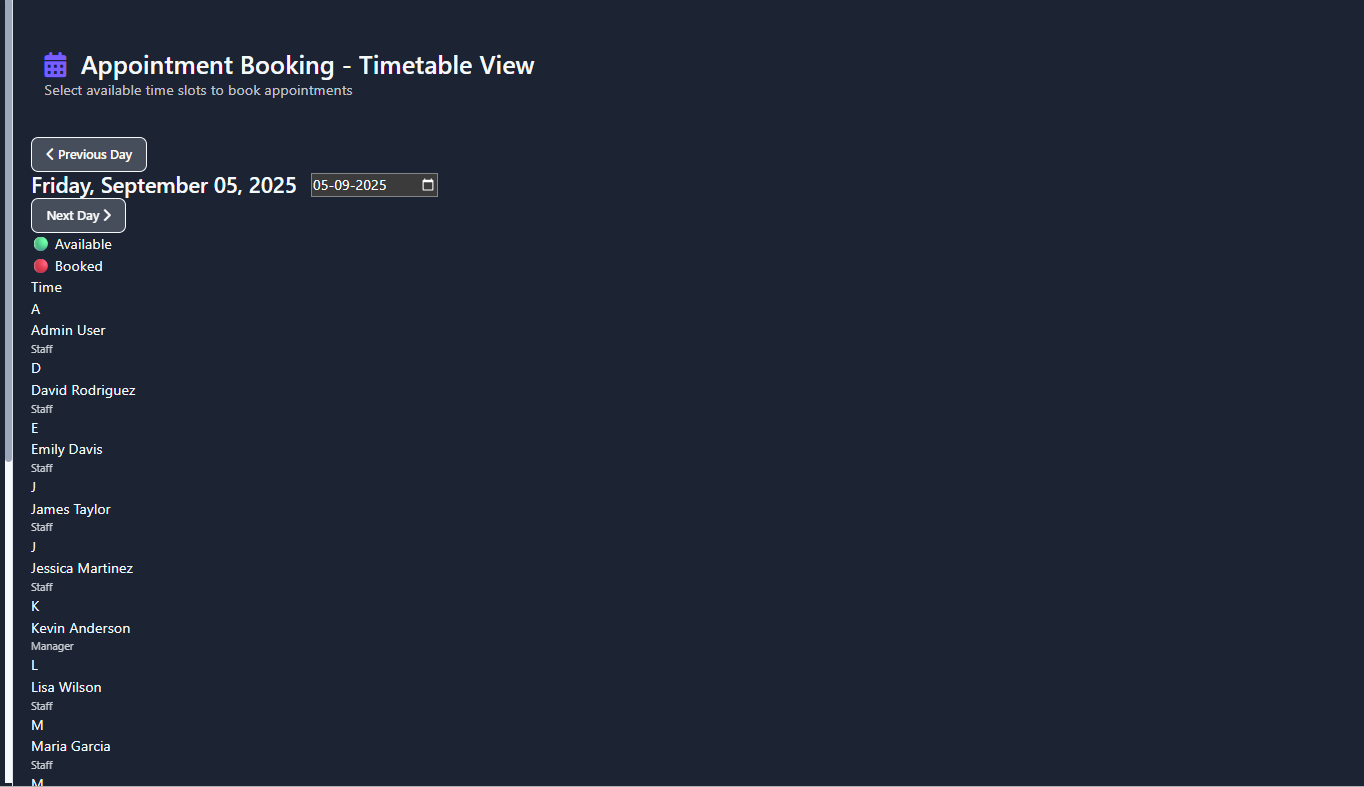 Appointment Booking - Timetable View
Select available time slots to book appointments
Previous Day
Friday, September 05, 2025 05-09-2025
Next Day
Available
Booked
Time
A
Admin User
Staff
D
David Rodriguez
Staff
E
Emily Davis
Staff
J
James Taylor
Staff
J
Jessica Martinez
Staff
K
Kevin Anderson
Manager
L
Lisa Wilson
Staff
M
Maria Garcia
Staff
M